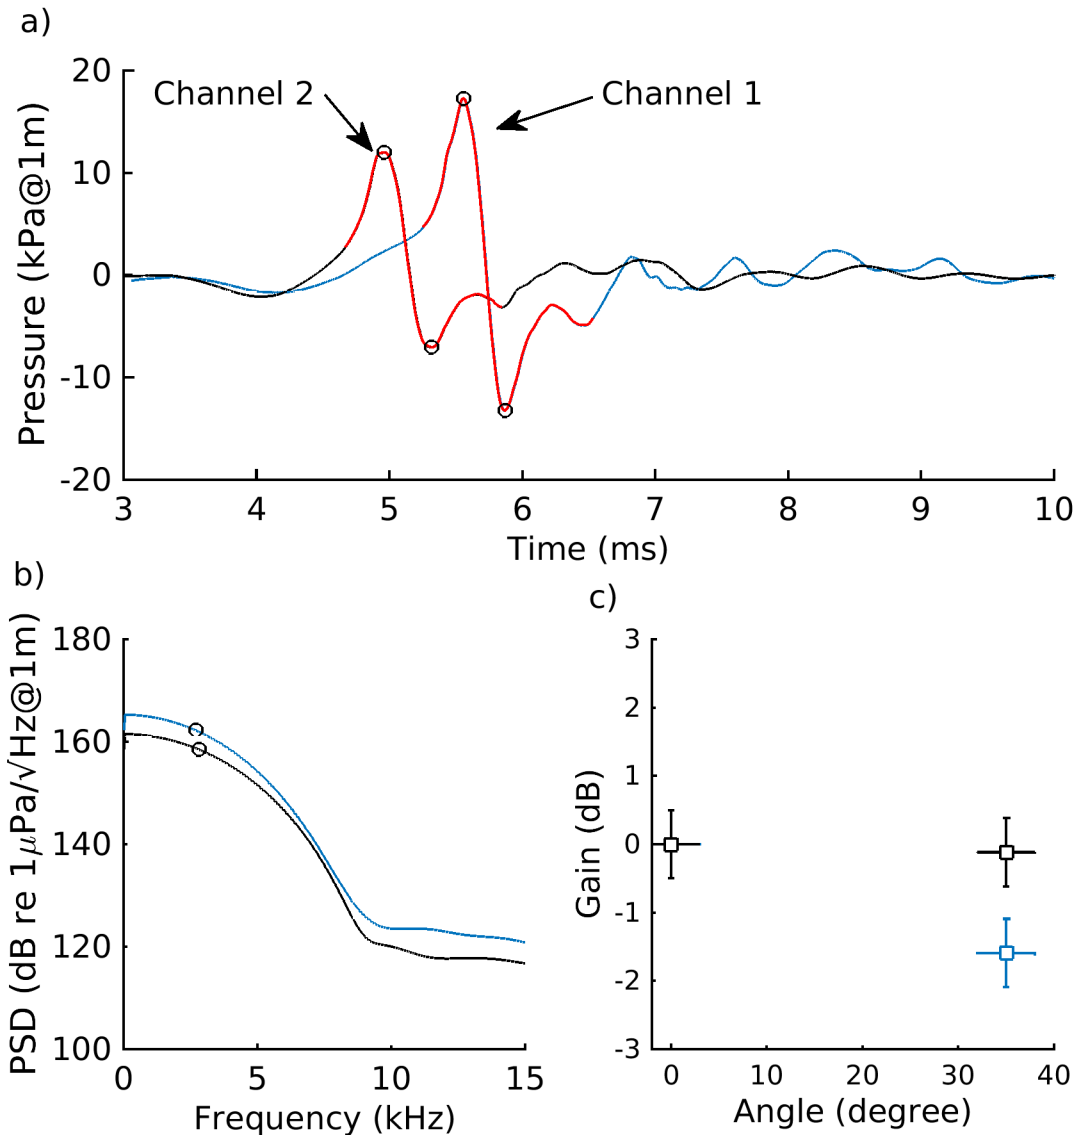 a)
Pressure (kPa@1m)
20
10
0
-10
-20
Channel 2
Channel 1
3 4 5 6 7 8 9 10
Time (ms)
b)
PSD (dB re 1μPa/√Hz@1m)
180
160
140
120
100
0 5 10 15
Frequency (kHz)
c)
Gain (dB)
3
2
1
0
-1
-2
-3
0 10 20 30 40
Angle (degree)